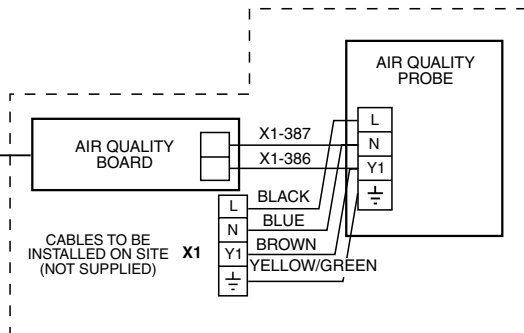 AIR QUALITY
PROBE
L
N
Y1
AIR QUALITY
BOARD
X1-387
X1-386
L
N
Y1
BLACK
BLUE
BROWN
YELLOW/GREEN
CABLES TO BE
INSTALLED ON SITE
(NOT SUPPLIED)
X1